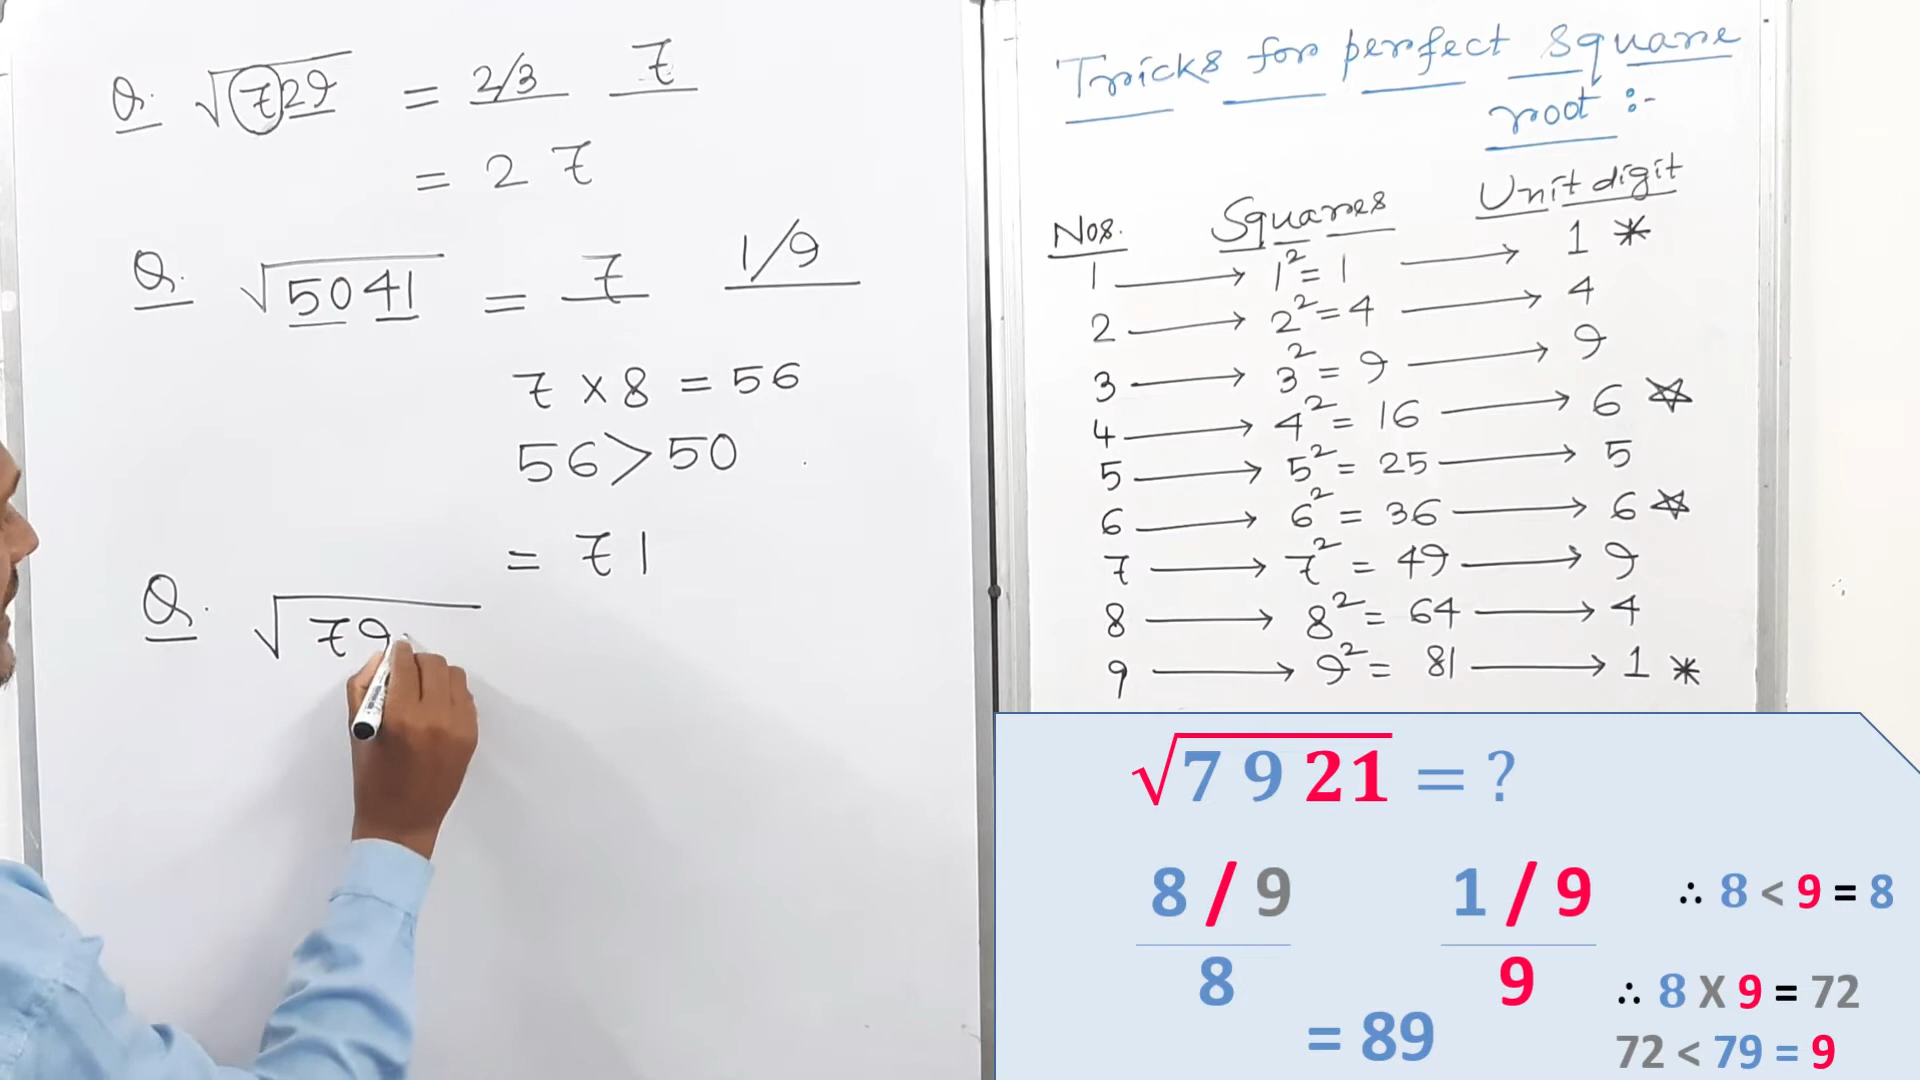 Q. √729 = 2/3 7
= 2 7
Q. √5041 = 7 1/9
7 × 8 = 56
56 > 50
= 71
Q. √79
Tricks for perfect square
root :-
Nos. Squares Unit digit
1 → 1² = 1 → 1 *
2 → 2² = 4 → 4
3 → 3² = 9 → 9
4 → 4² = 16 → 6 ☆
5 → 5² = 25 → 5
6 → 6² = 36 → 6 ☆
7 → 7² = 49 → 9
8 → 8² = 64 → 4
9 → 9² = 81 → 1 *
√7 9 21 = ?
8 / 9 1 / 9 ∴ 8 < 9 = 8
8 9 ∴ 8 X 9 = 72
= 89 72 < 79 = 9